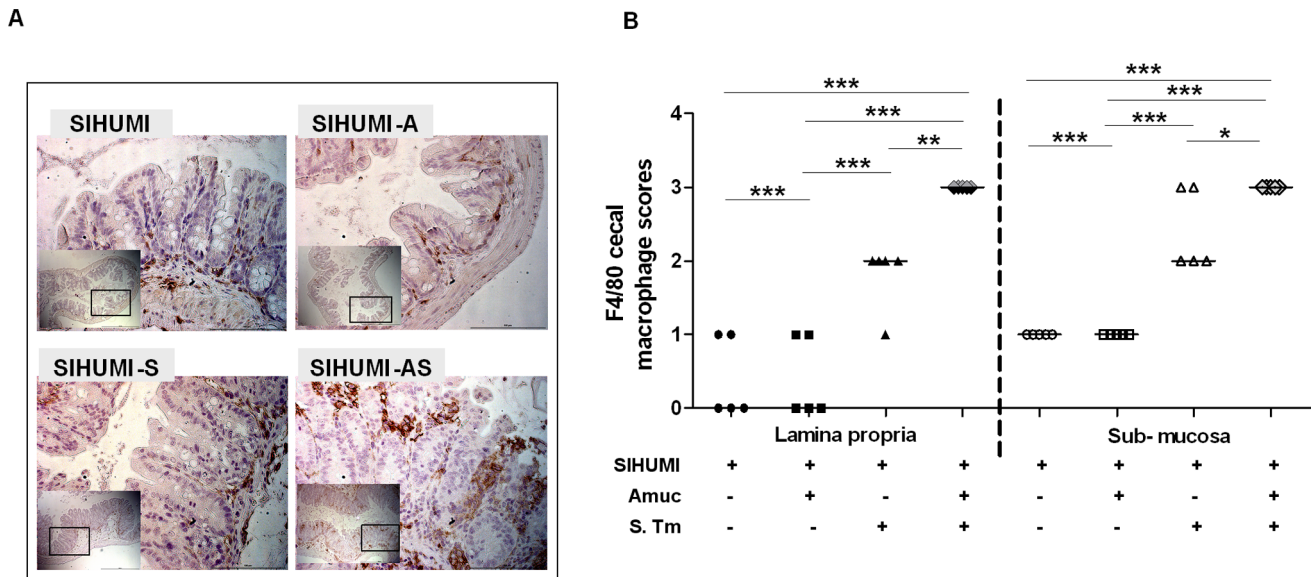 A
B
SIHUMI
SIHUMI-A
SIHUMI-S
SIHUMI-AS
F4/80 cecal
macrophage scores
4
3
2
1
0
***
***
***
**
***
***
***
***
*
***
Lamina propria
Sub-mucosa
SIHUMI + + + + + + + +
Amuc - + - + - + - +
S. Tm - - + + - - + +